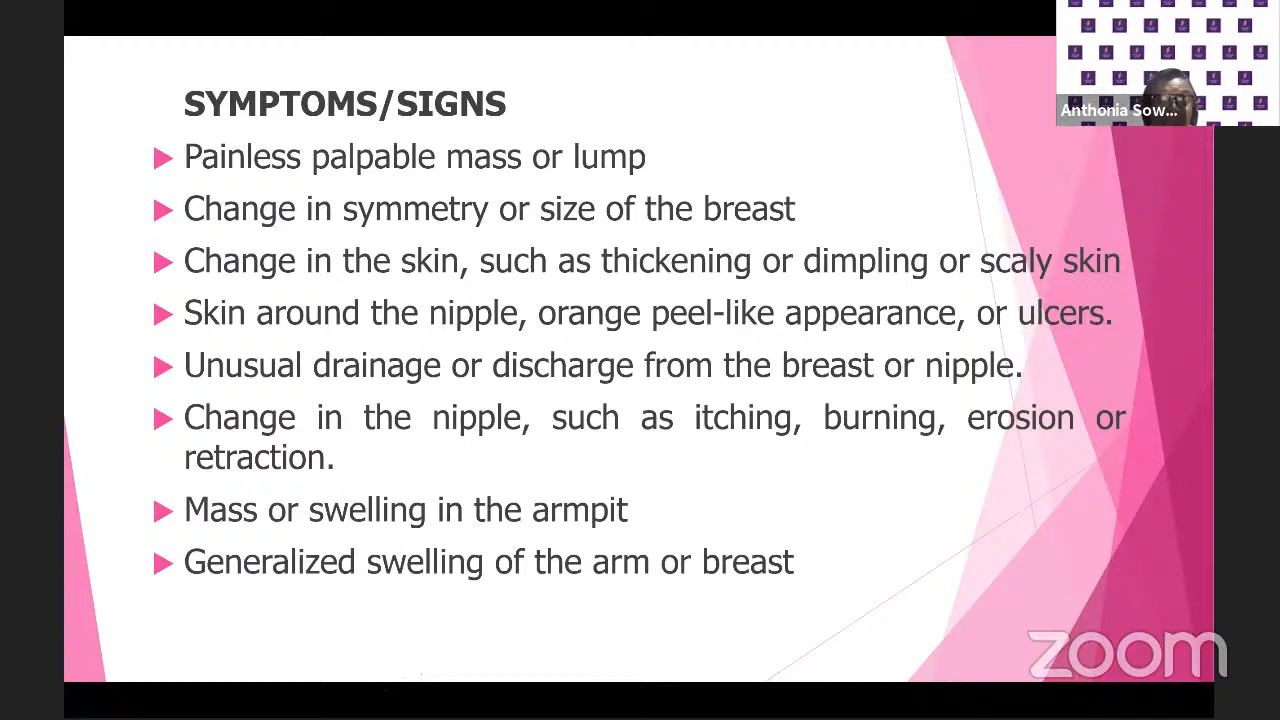 SYMPTOMS/SIGNS
Painless palpable mass or lump
Change in symmetry or size of the breast
Change in the skin, such as thickening or dimpling or scaly skin
Skin around the nipple, orange peel-like appearance, or ulcers.
Unusual drainage or discharge from the breast or nipple.
Change in the nipple, such as itching, burning, erosion or
retraction.
Mass or swelling in the armpit
Generalized swelling of the arm or breast
Anthonia Sow...
zoom